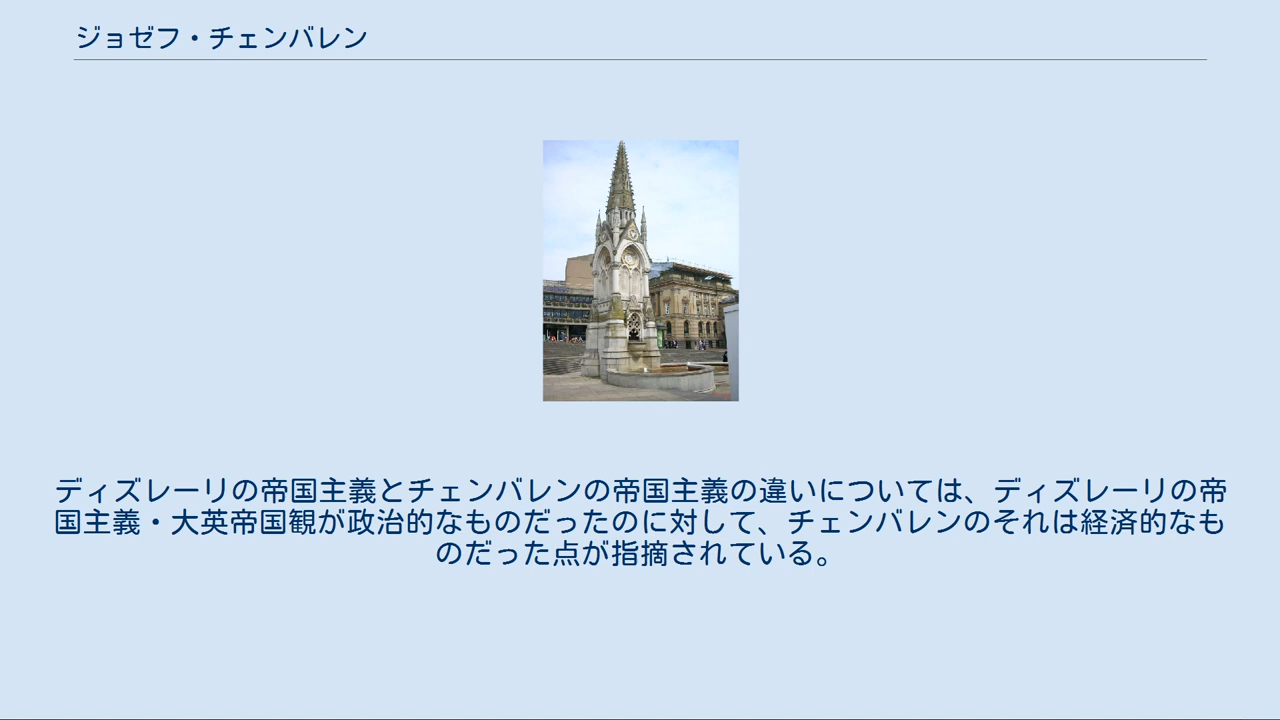 ジョゼフ・チェンバレン
ディズレーリの帝国主義とチェンバレンの帝国主義の違いについては、ディズレーリの帝
国主義・大英帝国観が政治的なものだったのに対して、チェンバレンのそれは経済的なも
のだった点が指摘されている。